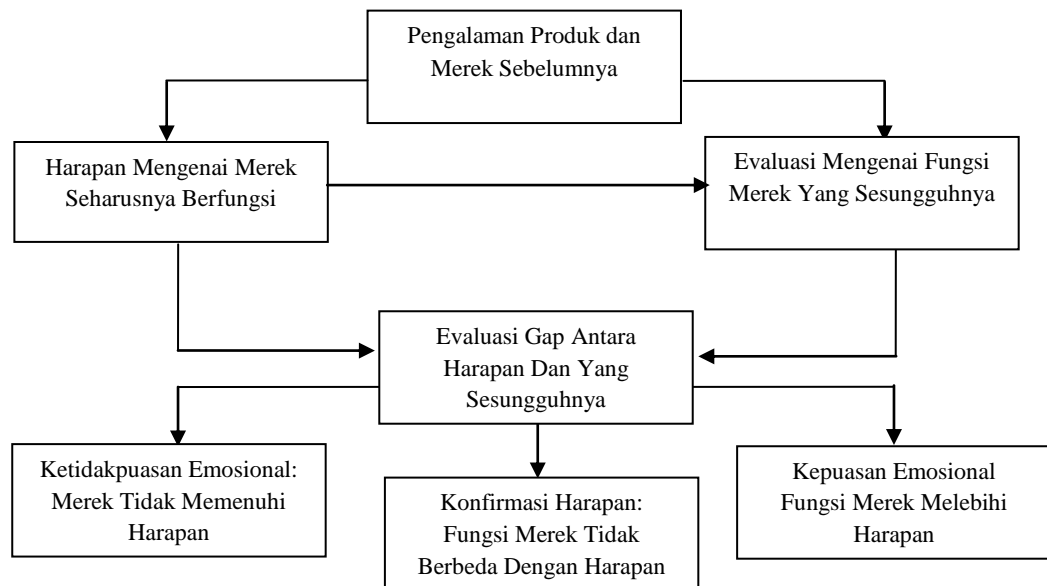 Pengalaman Produk dan
Merek Sebelumnya
Harapan Mengenai Merek
Seharusnya Berfungsi
Evaluasi Mengenai Fungsi
Merek Yang Sesungguhnya
Evaluasi Gap Antara
Harapan Dan Yang
Sesungguhnya
Ketidakpuasan Emosional:
Merek Tidak Memenuhi
Harapan
Konfirmasi Harapan:
Fungsi Merek Tidak
Berbeda Dengan Harapan
Kepuasan Emosional
Fungsi Merek Melebihi
Harapan